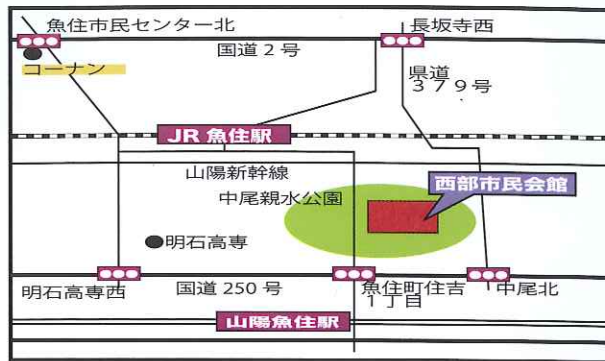 魚住市民センター北
長坂寺西
国道2号
コーナン
県道
379号
JR 魚住駅
山陽新幹線
中尾親水公園
西部市民会館
明石高専
明石高専西
国道250号
魚住町住吉
1丁目
中尾北
山陽魚住駅